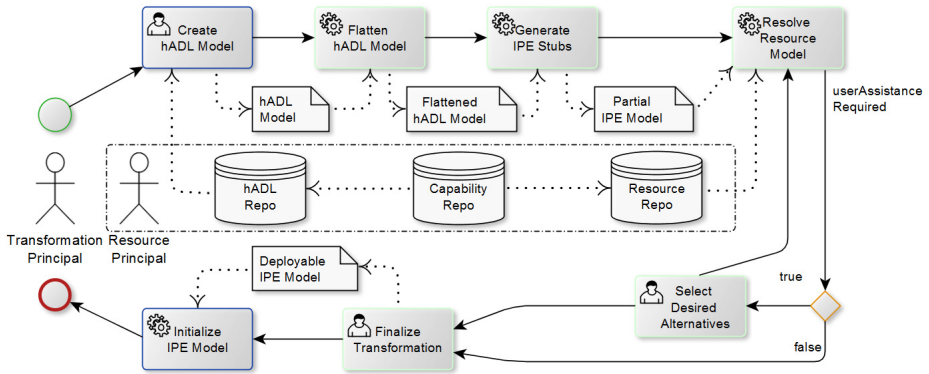 Create
hADL Model
Flatten
hADL Model
Generate
IPE Stubs
Resolve
Resource
Model
hADL
Model
Flattened
hADL Model
Partial
IPE Model
userAssistance
Required
hADL
Repo
Capability
Repo
Resource
Repo
Transformation
Principal
Resource
Principal
Deployable
IPE Model
true
Select
Desired
Alternatives
Initialize
IPE Model
Finalize
Transformation
false